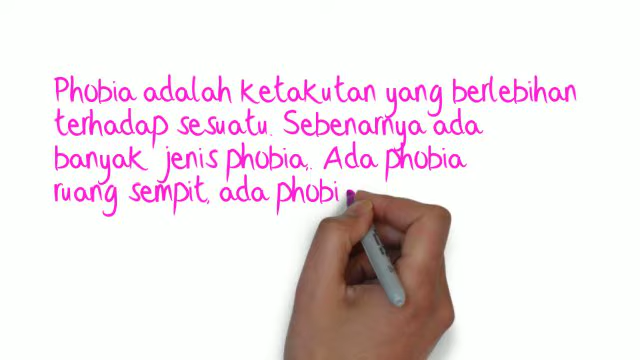 Phobia adalah ketakutan yang berlebihan
terhadap sesuatu. Sebenarnya ada
banyak jenis phobia,. Ada phobia
ruang sempit, ada phobi